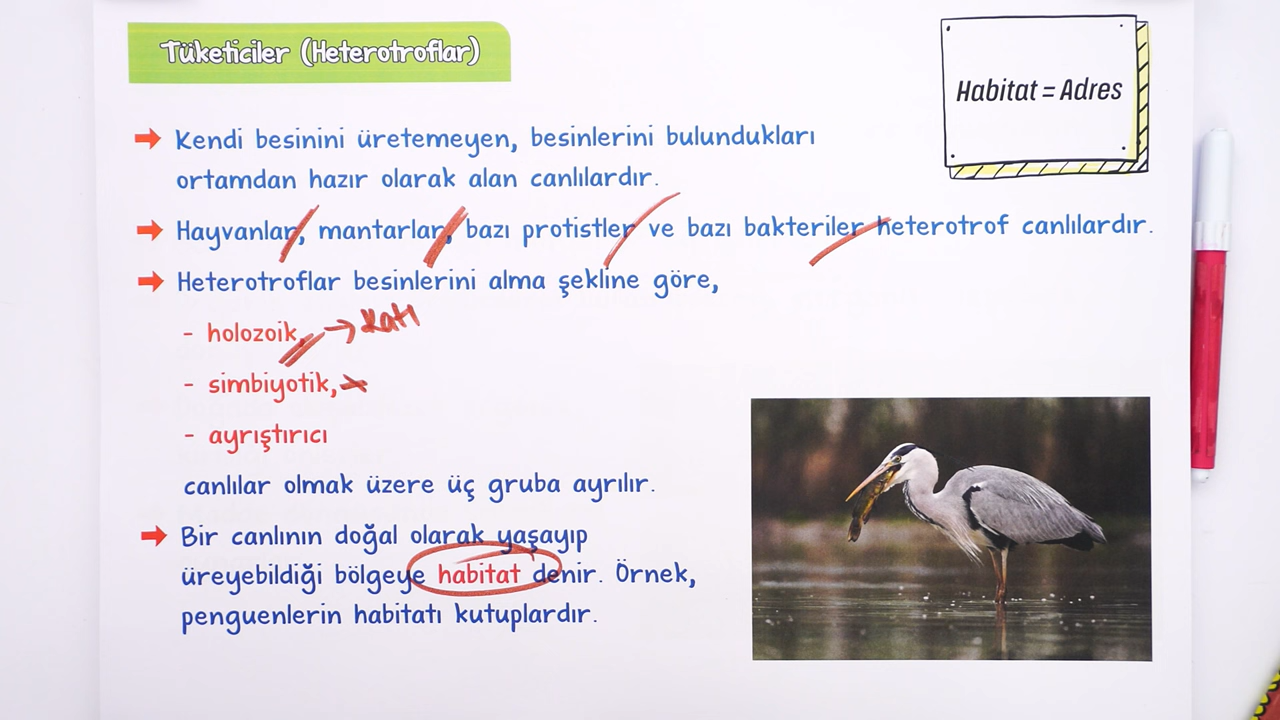 Tüketiciler (Heterotroflar)
Habitat = Adres
Kendi besinini üretemeyen, besinlerini bulundukları
ortamdan hazır olarak alan canlılardır.
Hayvanlar, mantarlar, bazı protistler ve bazı bakteriler heterotrof canlılardır.
Heterotroflar besinlerini alma şekline göre,
- holozoik, → Katı
- simbiyotik,
- ayrıştırıcı
canlılar olmak üzere üç gruba ayrılır.
Bir canlının doğal olarak yaşayıp
üreyebildiği bölgeye habitat denir. Örnek,
penguenlerin habitatı kutuplardır.